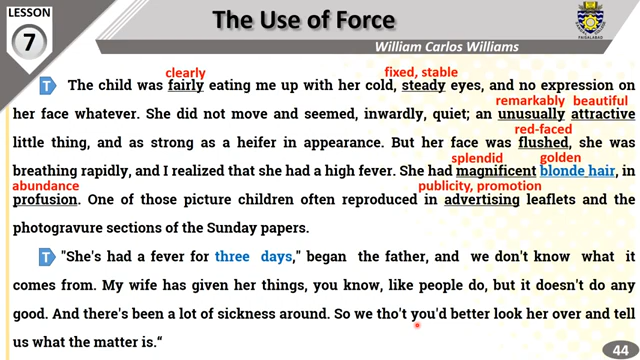 LESSON
7
The Use of Force
William Carlos Williams
FAISALABAD
clearly fixed, stable
T The child was fairly eating me up with her cold, steady eyes, and no expression on
remarkably beautiful
her face whatever. She did not move and seemed, inwardly, quiet; an unusually attractive
red-faced
little thing, and as strong as a heifer in appearance. But her face was flushed, she was
splendid golden
breathing rapidly, and I realized that she had a high fever. She had magnificent blonde hair, in
abundance publicity, promotion
profusion. One of those picture children often reproduced in advertising leaflets and the
photogravure sections of the Sunday papers.
T "She's had a fever for three days," began the father, and we don't know what it
comes from. My wife has given her things, you know, like people do, but it doesn't do any
good. And there's been a lot of sickness around. So we tho't you'd better look her over and tell
us what the matter is.“
44